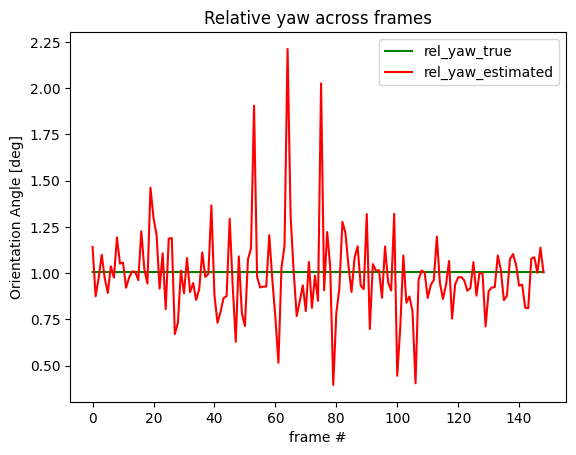 Relative yaw across frames
rel_yaw_true
rel_yaw_estimated
Orientation Angle [deg]
2.25
2.00
1.75
1.50
1.25
1.00
0.75
0.50
0 20 40 60 80 100 120 140
frame #